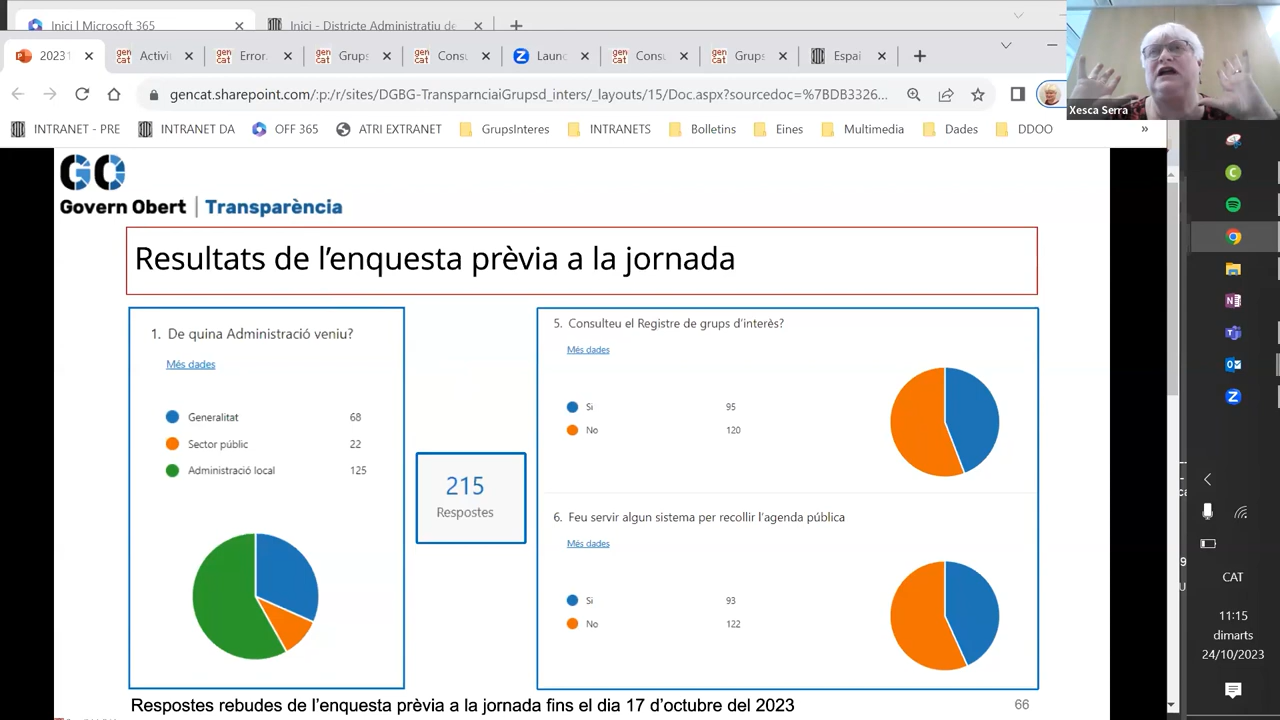 Inici | Microsoft 365
Inici - Districte Administratiu de
20231
Activi
Error.
Grups
Consu
Launc
Consu
Grups
Espai
gencat.sharepoint.com/:p:/r/sites/DGBG-TransparnciaiGrupsd_inters/_layouts/15/Doc.aspx?sourcedoc=%7BDB3326...
Xesca Serra
INTRANET - PRE
INTRANET DA
OFF 365
ATRI EXTRANET
GrupsInteres
INTRANETS
Bolletins
Eines
Multimedia
Dades
DDOO
»
GO
Govern Obert | Transparència
Resultats de l’enquesta prèvia a la jornada
1. De quina Administració veniu?
Més dades
Generalitat 68
Sector públic 22
Administració local 125
215
Respostes
5. Consulteu el Registre de grups d’interès?
Més dades
Si 95
No 120
6. Feu servir algun sistema per recollir l’agenda pública
Més dades
Si 93
No 122
Respostes rebudes de l’enquesta prèvia a la jornada fins el dia 17 d’octubre del 2023
66
CAT
11:15
dimarts
24/10/2023